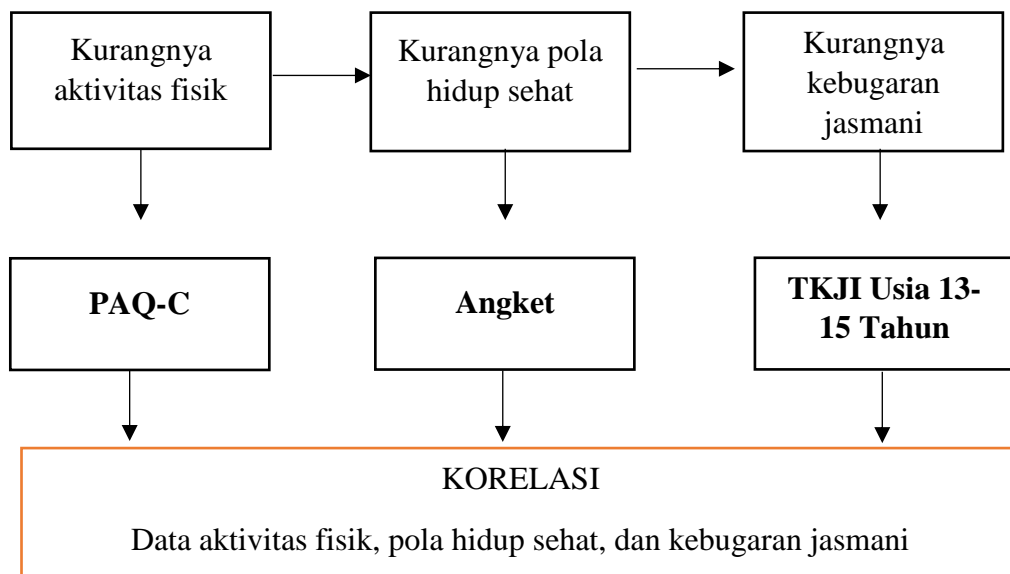 Kurangnya
aktivitas fisik
Kurangnya pola
hidup sehat
Kurangnya
kebugaran
jasmani
PAQ-C
Angket
TKJI Usia 13-
15 Tahun
KORELASI
Data aktivitas fisik, pola hidup sehat, dan kebugaran jasmani